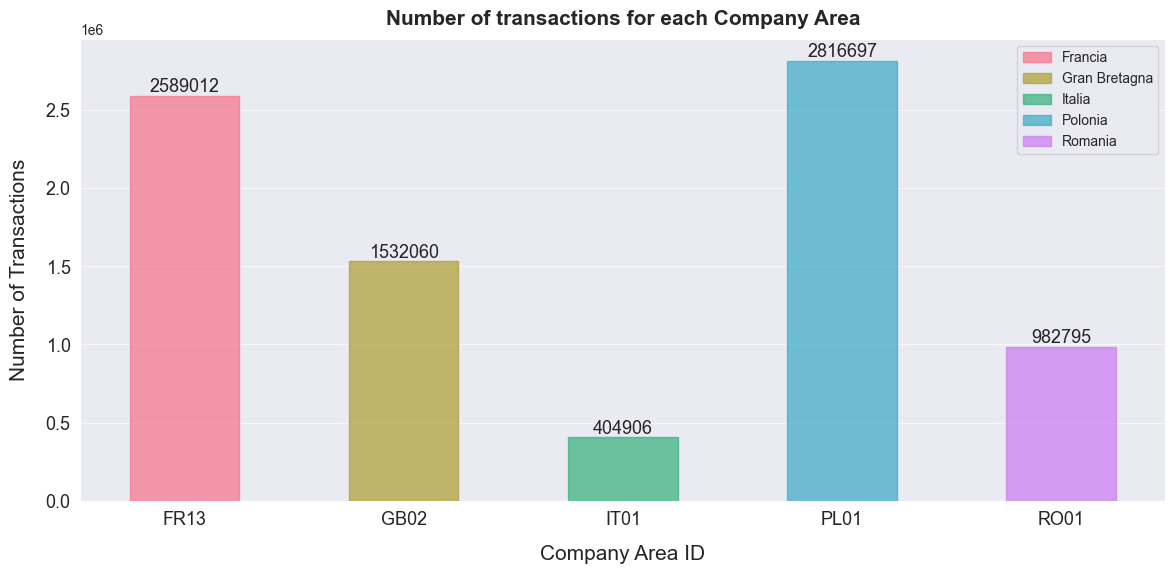 Number of transactions for each Company Area
1e6
2816697
2589012
1532060
404906
982795
Francia
Gran Bretagna
Italia
Polonia
Romania
Number of Transactions
2.5
2.0
1.5
1.0
0.5
0.0
FR13 GB02 IT01 PL01 RO01
Company Area ID